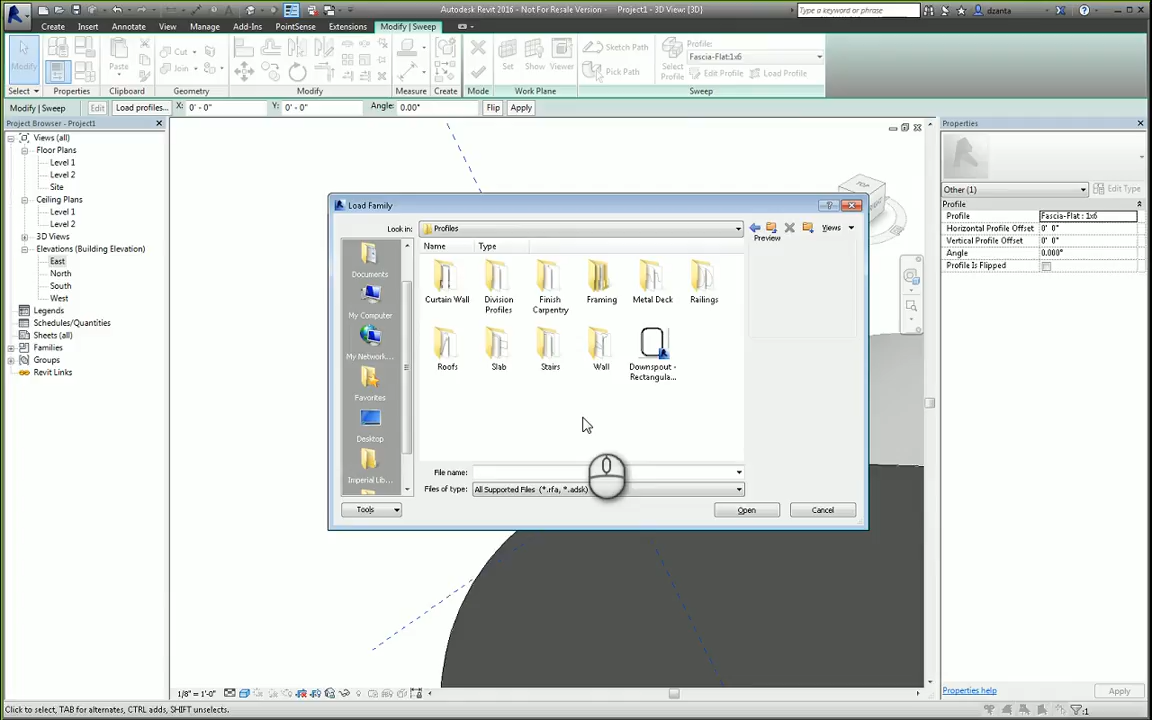 Autodesk Revit 2016 - Not For Resale Version - Project1 - 3D View: {3D}
Type a keyword or phrase
dzanta
Create Insert Annotate View Manage Add-Ins PointSense Extensions Modify | Sweep
Modify
Paste
Cut
Join
Set Show Viewer
Sketch Path
Pick Path
Select
Profile
Profile:
Fascia-Flat:1x6
Edit Profile
Load Profile
Select Properties Clipboard Geometry Modify Measure Create Mode Work Plane Sweep
Modify | Sweep Edit Load profiles... X: 0' - 0" Y: 0' - 0" Angle: 0.00° Flip Apply
Project Browser - Project1
Views (all)
Floor Plans
Level 1
Level 2
Site
Ceiling Plans
Level 1
Level 2
3D Views
Elevations (Building Elevation)
East
North
South
West
Legends
Schedules/Quantities
Sheets (all)
Families
Groups
Revit Links
Load Family
Look in: Profiles
Views
Preview
Name Type
Documents
My Computer
My Network...
Favorites
Desktop
Imperial Lib...
Curtain Wall
Division Profiles
Finish Carpentry
Framing
Metal Deck
Railings
Roofs
Slab
Stairs
Wall
Downspout - Rectangula...
File name:
Files of type: All Supported Files (*.rfa, *.adsk)
Tools
Open
Cancel
TOP
Properties
Other (1)
Edit Type
Profile
Profile Fascia-Flat : 1x6
Horizontal Profile Offset 0' 0"
Vertical Profile Offset 0' 0"
Angle 0.000°
Profile Is Flipped
Properties help
Apply
1/8" = 1'-0"
Click to select, TAB for alternates, CTRL adds, SHIFT unselects.
:1